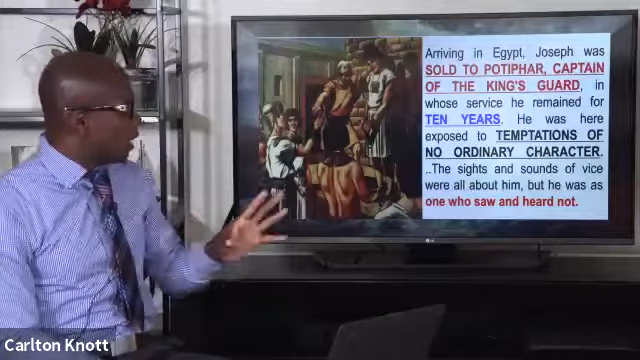 Arriving in Egypt, Joseph was
SOLD TO POTIPHAR, CAPTAIN
OF THE KING'S GUARD, in
whose service he remained for
TEN YEARS. He was here
exposed to TEMPTATIONS OF
NO ORDINARY CHARACTER.
..The sights and sounds of vice
were all about him, but he was as
one who saw and heard not.
LG
Carlton Knott